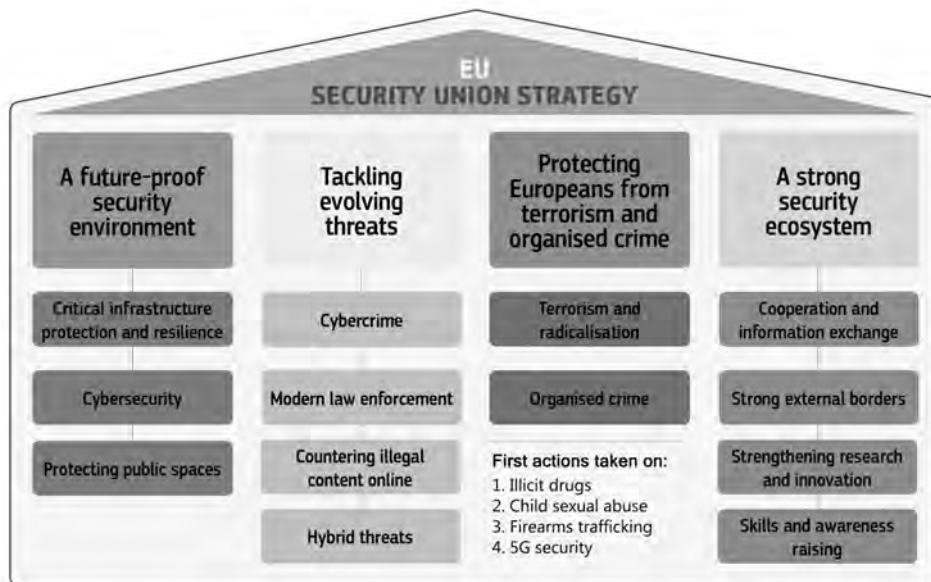 EU
SECURITY UNION STRATEGY
A future-proof
security
environment
Critical infrastructure
protection and resilience
Cybersecurity
Protecting public spaces
Tackling
evolving
threats
Cybercrime
Modern law enforcement
Countering illegal
content online
Hybrid threats
Protecting
Europeans from
terrorism and
organised crime
Terrorism and
radicalisation
Organised crime
First actions taken on:
1. Illicit drugs
2. Child sexual abuse
3. Firearms trafficking
4. 5G security
A strong
security
ecosystem
Cooperation and
information exchange
Strong external borders
Strengthening research
and innovation
Skills and awareness
raising